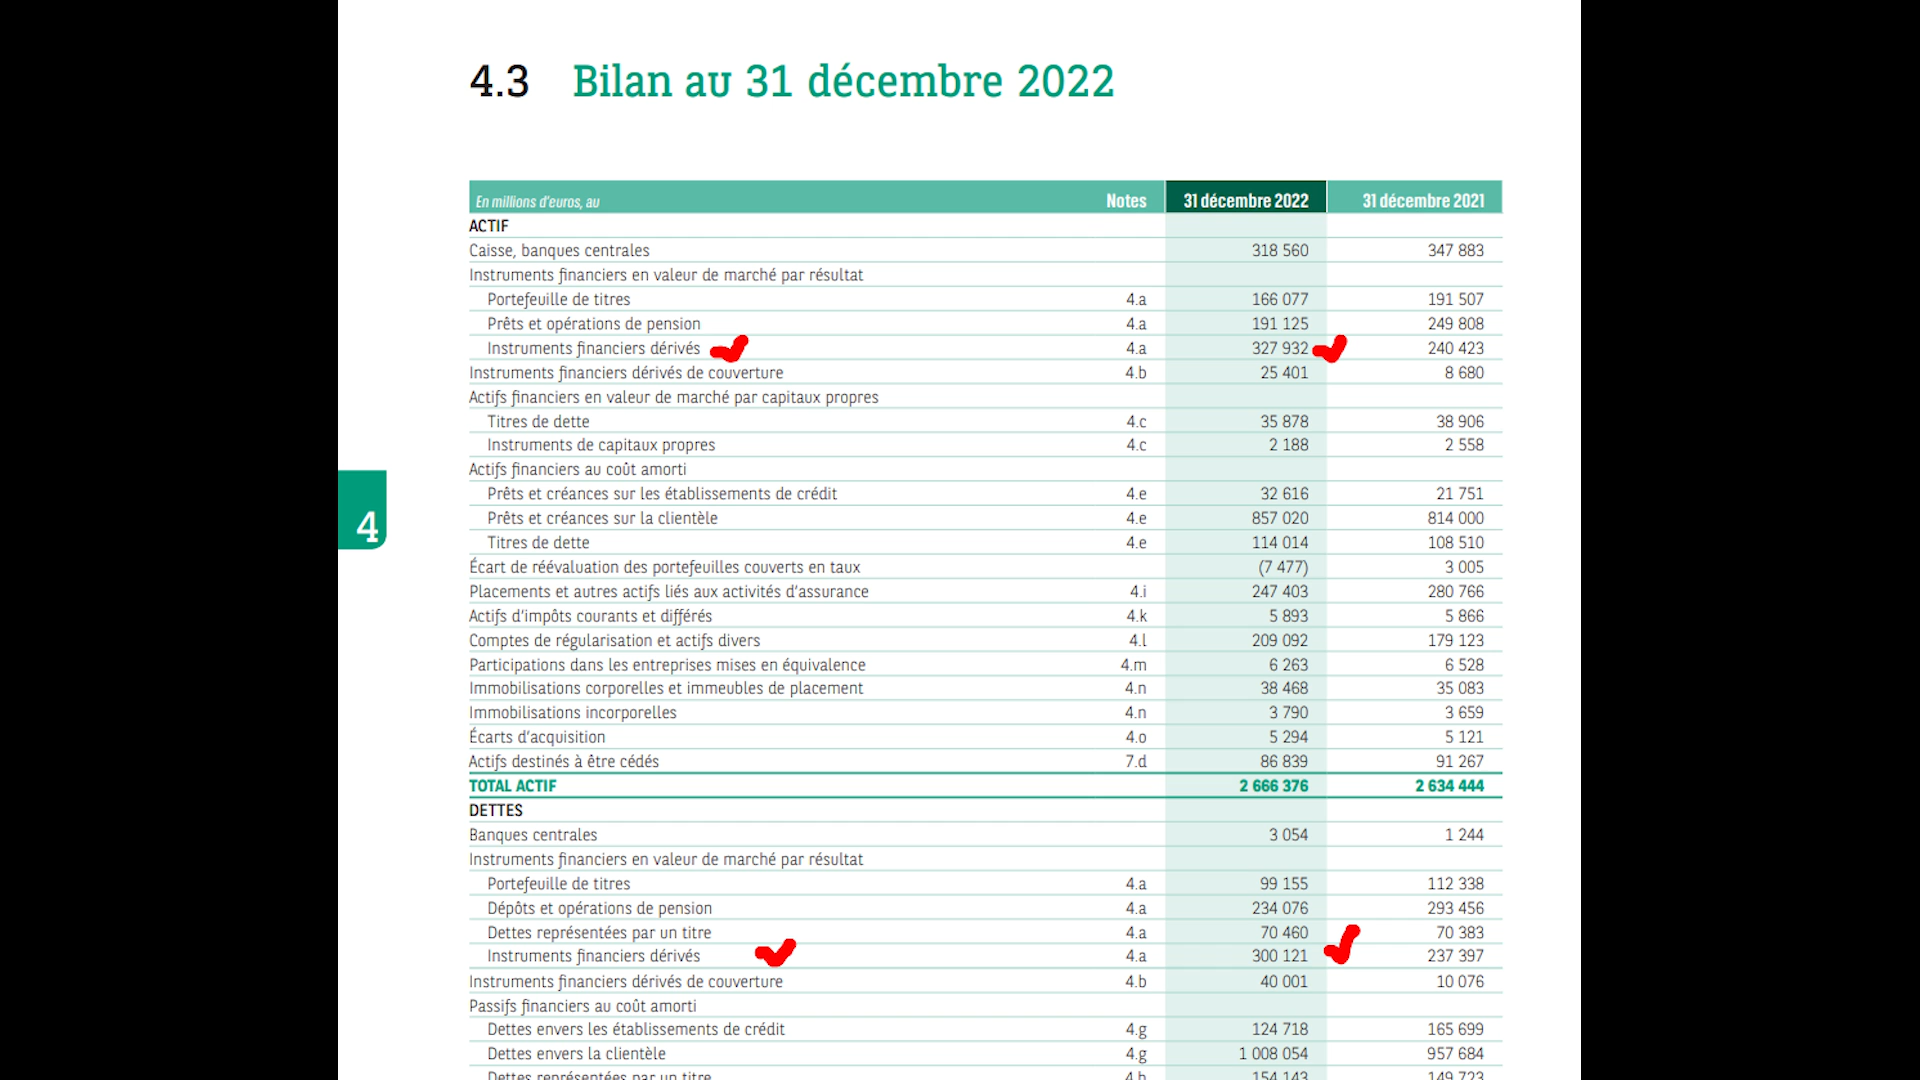 4.3 Bilan au 31 décembre 2022
En millions d'euros, au Notes 31 décembre 2022 31 décembre 2021
ACTIF
Caisse, banques centrales 318 560 347 883
Instruments financiers en valeur de marché par résultat
Portefeuille de titres 4.a 166 077 191 507
Prêts et opérations de pension 4.a 191 125 249 808
Instruments financiers dérivés 4.a 327 932 240 423
Instruments financiers dérivés de couverture 4.b 25 401 8 680
Actifs financiers en valeur de marché par capitaux propres
Titres de dette 4.c 35 878 38 906
Instruments de capitaux propres 4.c 2 188 2 558
Actifs financiers au coût amorti
Prêts et créances sur les établissements de crédit 4.e 32 616 21 751
Prêts et créances sur la clientèle 4.e 857 020 814 000
4
Titres de dette 4.e 114 014 108 510
Écart de réévaluation des portefeuilles couverts en taux (7 477) 3 005
Placements et autres actifs liés aux activités d'assurance 4.i 247 403 280 766
Actifs d'impôts courants et différés 4.k 5 893 5 866
Comptes de régularisation et actifs divers 4.l 209 092 179 123
Participations dans les entreprises mises en équivalence 4.m 6 263 6 528
Immobilisations corporelles et immeubles de placement 4.n 38 468 35 083
Immobilisations incorporelles 4.n 3 790 3 659
Écarts d'acquisition 4.o 5 294 5 121
Actifs destinés à être cédés 7.d 86 839 91 267
TOTAL ACTIF 2 666 376 2 634 444
DETTES
Banques centrales 3 054 1 244
Instruments financiers en valeur de marché par résultat
Portefeuille de titres 4.a 99 155 112 338
Dépôts et opérations de pension 4.a 234 076 293 456
Dettes représentées par un titre 4.a 70 460 70 383
Instruments financiers dérivés 4.a 300 121 237 397
Instruments financiers dérivés de couverture 4.b 40 001 10 076
Passifs financiers au coût amorti
Dettes envers les établissements de crédit 4.g 124 718 165 699
Dettes envers la clientèle 4.g 1 008 054 957 684
Dettes représentées par un titre 4.h 154 143 149 723